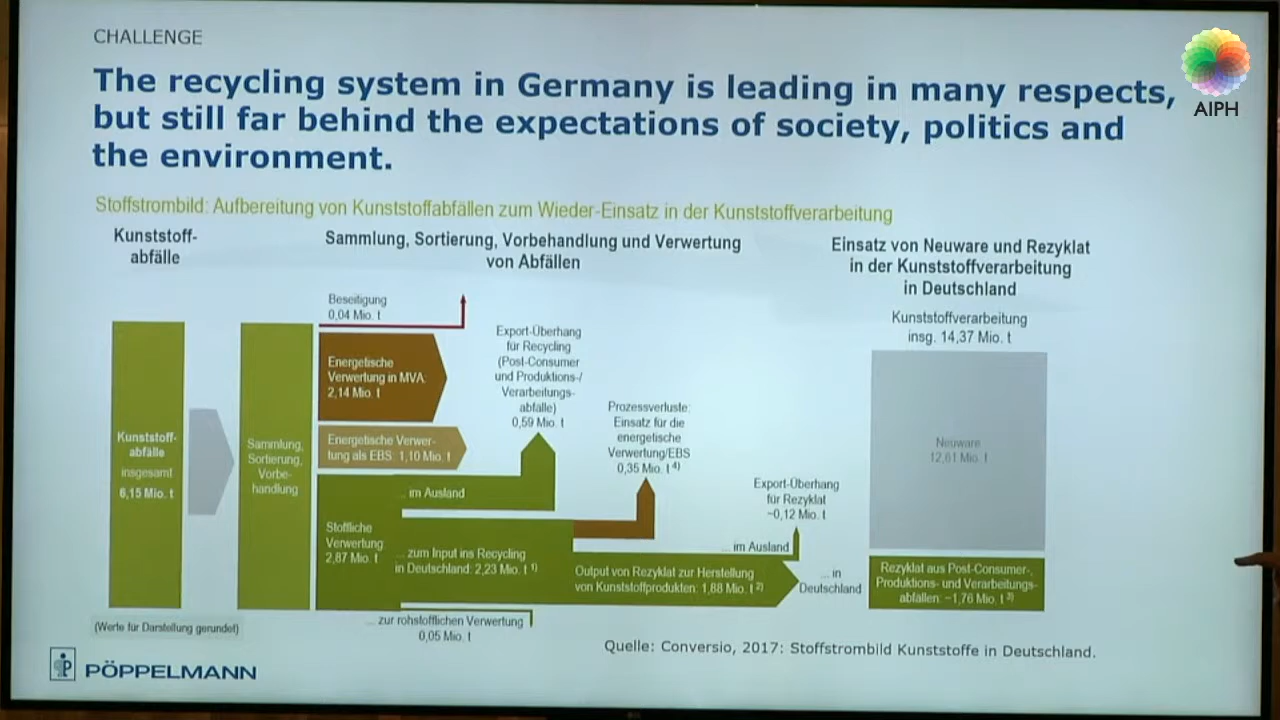 CHALLENGE
The recycling system in Germany is leading in many respects,
but still far behind the expectations of society, politics and
the environment.
AIPH
Stoffstrombild: Aufbereitung von Kunststoffabfällen zum Wieder-Einsatz in der Kunststoffverarbeitung
Kunststoff-
abfälle
Sammlung, Sortierung, Vorbehandlung und Verwertung
von Abfällen
Einsatz von Neuware und Rezyklat
in der Kunststoffverarbeitung
in Deutschland
Kunststoff-
abfälle
insgesamt
6,15 Mio. t
Sammlung,
Sortierung,
Vorbe-
handlung
Beseitigung
0,04 Mio. t
Energetische
Verwertung in MVA:
2,14 Mio. t
Energetische Verwer-
tung als EBS: 1,10 Mio. t
Export-Überhang
für Recycling
(Post-Consumer
und Produktions-/
Verarbeitungs-
abfälle)
0,59 Mio. t
... im Ausland
Stoffliche
Verwertung:
2,87 Mio. t
... zum Input ins Recycling
in Deutschland: 2,23 Mio. t 1)
Prozessverluste:
Einsatz für die
energetische
Verwertung/EBS
0,35 Mio. t 4)
Output von Rezyklat zur Herstellung
von Kunststoffprodukten: 1,88 Mio. t 2)
Export-Überhang
für Rezyklat
~0,12 Mio. t
... im Ausland
... in
Deutschland
... zur rohstofflichen Verwertung
0,05 Mio. t
Kunststoffverarbeitung
insg. 14,37 Mio. t
Neuware
12,61 Mio. t
Rezyklat aus Post-Consumer-,
Produktions- und Verarbeitungs-
abfällen: ~1,76 Mio. t 3)
(Werte für Darstellung gerundet)
Quelle: Conversio, 2017: Stoffstrombild Kunststoffe in Deutschland.
PÖPPELMANN